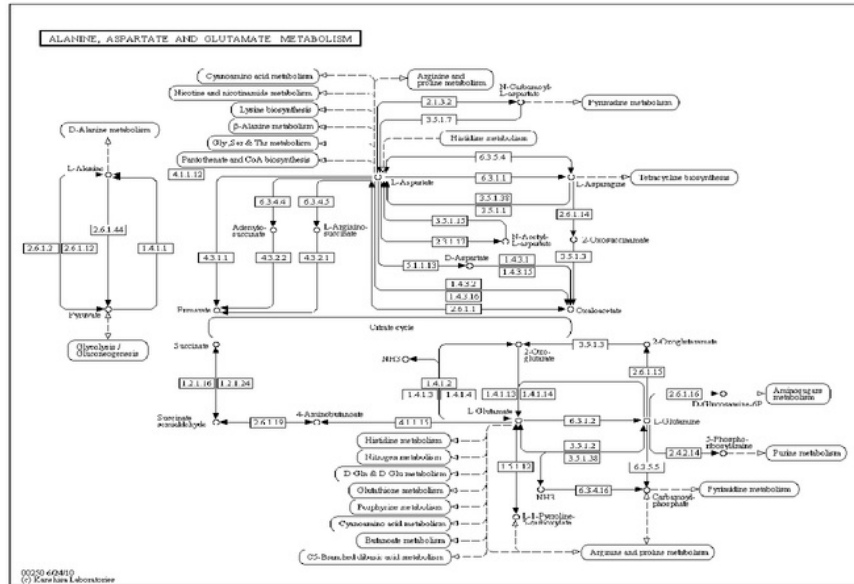 ALANINE, ASPARTATE AND GLUTAMATE METABOLISM
Cyanoamino acid metabolism
Nicotine and nicotinamide metabolism
Lysine biosynthesis
β-Alanine metabolism
Gly, Ser & Thr metabolism
Pantothenate and CoA biosynthesis
Arginine and
proline metabolism
N-Carbamoyl-
L-aspartate
2.1.3.2
3.5.1.7
Pyrimidine metabolism
Histidine metabolism
D-Alanine metabolism
L-Alanine
4.1.1.12
L-Aspartate
6.3.5.4
6.3.1.1
L-Asparagine
Tetracycline biosynthesis
3.5.1.38
3.5.1.1
6.3.4.4
6.3.4.5
2.6.1.14
3.5.1.15
Adenylo-
succinate
L-Arginino-
succinate
2.6.1.44
N-Acetyl-
L-aspartate
2-Oxosuccinamate
2.6.1.2
2.6.1.12
1.4.1.1
4.3.1.1
4.3.2.2
4.3.2.1
3.5.1.3
D-Aspartate
5.1.1.13
1.4.3.1
1.4.3.15
1.4.3.2
1.4.3.16
2.6.1.1
Pyruvate
Fumarate
Oxaloacetate
Citrate cycle
Glycolysis /
Gluconeogenesis
Succinate
NH3
2-Oxo-
glutarate
3.5.1.3
2-Oxoglutaramate
1.2.1.16
1.2.1.24
1.4.1.2
1.4.1.3
1.4.1.4
1.4.1.13
1.4.1.14
2.6.1.15
2.6.1.16
Aminosugars
metabolism
Succinate
semialdehyde
2.6.1.19
4-Aminobutanoate
4.1.1.15
L-Glutamate
6.3.1.2
L-Glutamine
Histidine metabolism
Nitrogen metabolism
D-Gln & D-Glu metabolism
Glutathione metabolism
Porphyrine metabolism
Cyanoamino acid metabolism
Butanoate metabolism
C5-Branched dibasic acid metabolism
1.5.1.12
3.5.1.2
3.5.1.38
2.4.2.14
5-Phospho-
ribosylamine
Purine metabolism
6.3.5.5
NH3
6.3.4.16
Carbamoyl-
phosphate
Pyrimidine metabolism
L-1-Pyrroline-
5-carboxylate
Arginine and proline metabolism
00250 6/24/10
(c) Kanehisa Laboratories